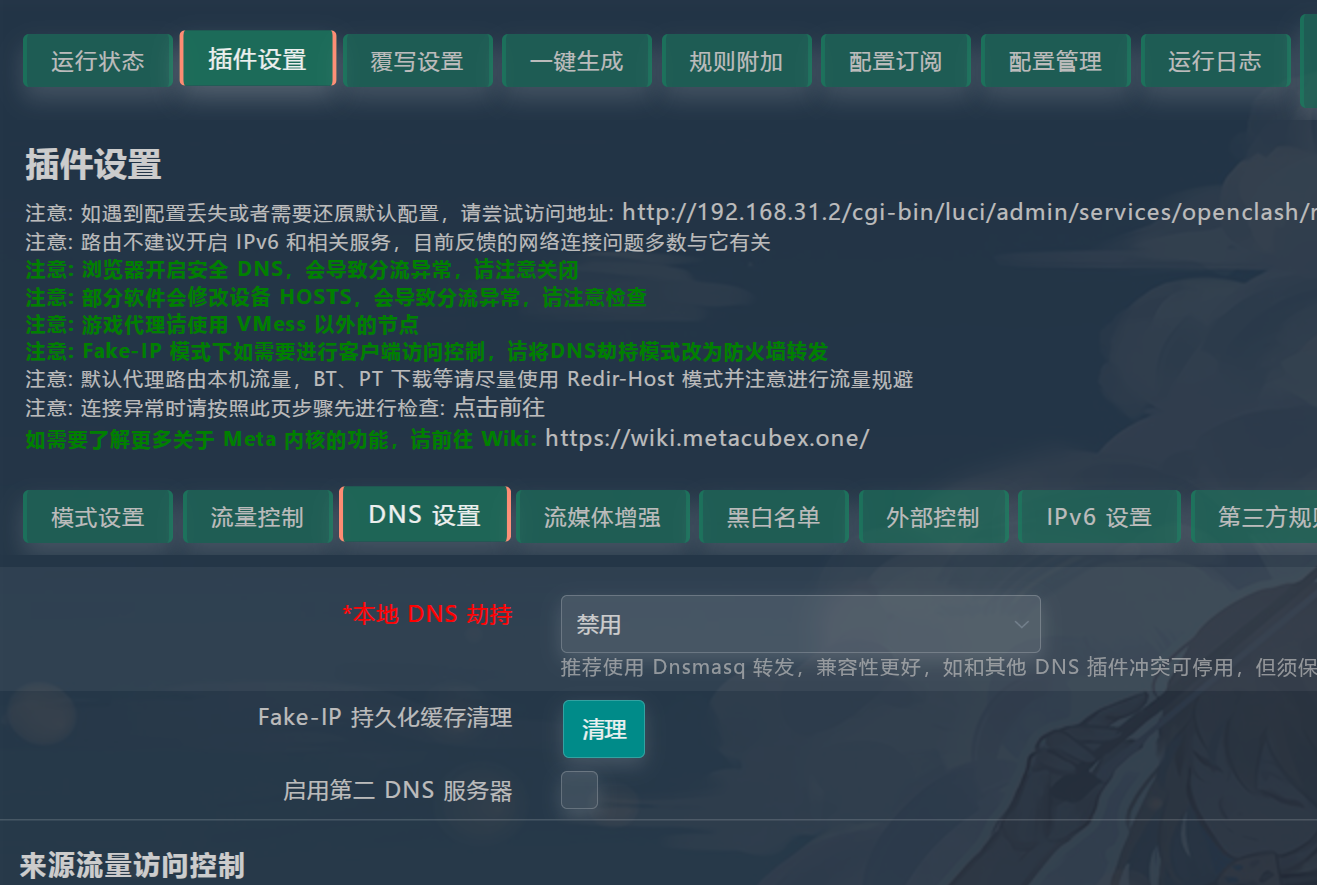 运行状态 插件设置 覆写设置 一键生成 规则附加 配置订阅 配置管理 运行日志
插件设置
注意: 如遇到配置丢失或者需要还原默认配置，请尝试访问地址: http://192.168.31.2/cgi-bin/luci/admin/services/openclash/
注意: 路由不建议开启 IPv6 和相关服务，目前反馈的网络连接问题多数与它有关
注意: 浏览器开启安全 DNS，会导致分流异常，请注意关闭
注意: 部分软件会修改设备 HOSTS，会导致分流异常，请注意检查
注意: 游戏代理请使用 VMess 以外的节点
注意: Fake-IP 模式下如需要进行客户端访问控制，请将DNS劫持模式改为防火墙转发
注意: 默认代理路由本机流量，BT、PT 下载等请尽量使用 Redir-Host 模式并注意进行流量规避
注意: 连接异常时请按照此页步骤先进行检查: 点击前往
如需要了解更多关于 Meta 内核的功能，请前往 Wiki: https://wiki.metacubex.one/
模式设置 流量控制 DNS 设置 流媒体增强 黑白名单 外部控制 IPv6 设置 第三方规则
*本地 DNS 劫持
禁用
推荐使用 Dnsmasq 转发，兼容性更好，如和其他 DNS 插件冲突可停用，但须保
Fake-IP 持久化缓存清理
清理
启用第二 DNS 服务器
来源流量访问控制